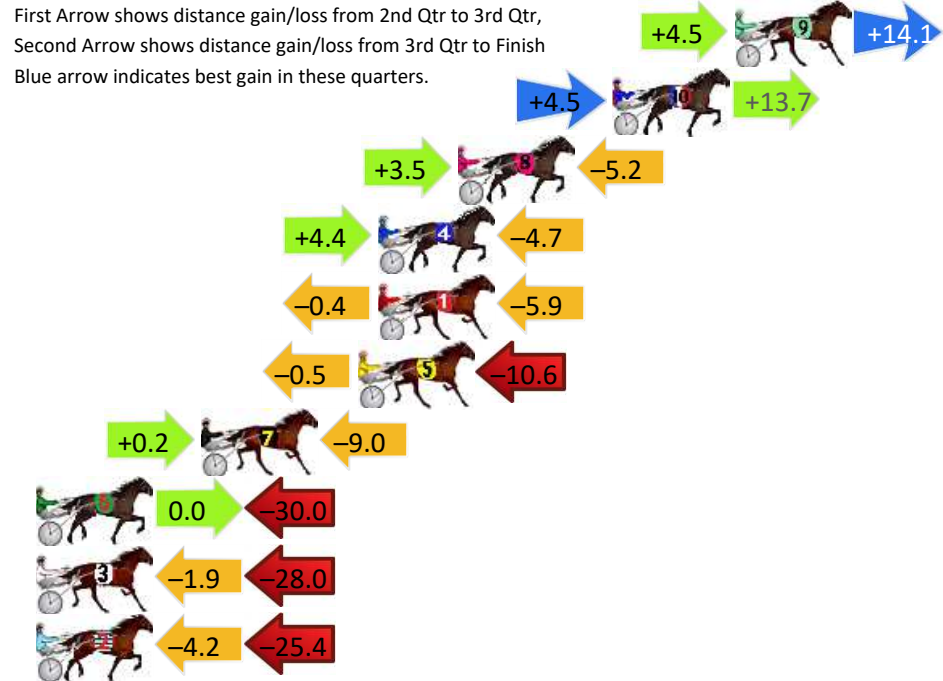 First Arrow shows distance gain/loss from 2nd Qtr to 3rd Qtr,
Second Arrow shows distance gain/loss from 3rd Qtr to Finish
Blue arrow indicates best gain in these quarters.
+4.5 9 +14.1
+4.5 10 +13.7
+3.5 8 –5.2
+4.4 4 –4.7
–0.4 1 –5.9
–0.5 5 –10.6
+0.2 7 –9.0
6 0.0 –30.0
3 –1.9 –28.0
2 –4.2 –25.4